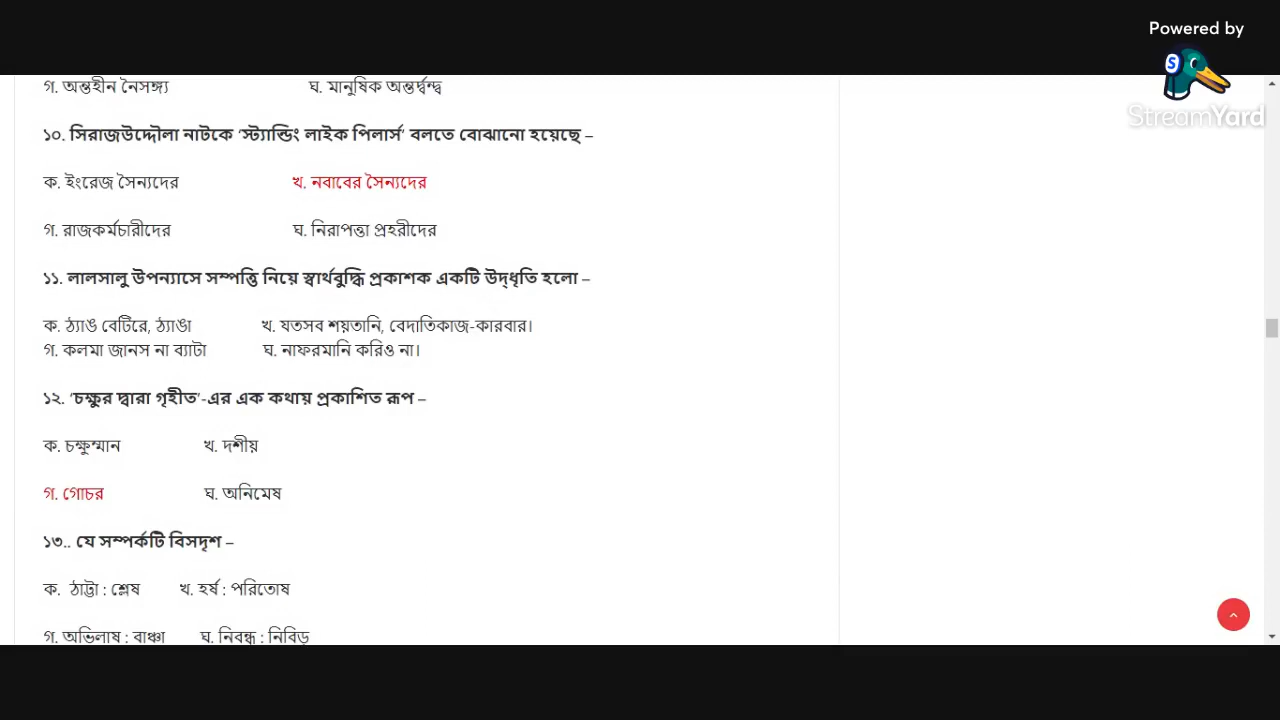 Powered by
StreamYard
গ. অন্তহীন নৈসঙ্গ্য ঘ. মানুষিক অন্তর্দ্বন্দ্ব
১০. সিরাজউদ্দৌলা নাটকে ‘স্ট্যান্ডিং লাইক পিলার্স’ বলতে বোঝানো হয়েছে –
ক. ইংরেজ সৈন্যদের খ. নবাবের সৈন্যদের
গ. রাজকর্মচারীদের ঘ. নিরাপত্তা প্রহরীদের
১১. লালসালু উপন্যাসে সম্পত্তি নিয়ে স্বার্থবুদ্ধি প্রকাশক একটি উদ্ধৃতি হলো –
ক. ঠ্যাঙ বেটিরে, ঠ্যাঙা খ. যতসব শয়তানি, বেদাতিকাজ-কারবার।
গ. কলমা জানস না ব্যাটা ঘ. নাফরমানি করিও না।
১২. ‘চক্ষুর দ্বারা গৃহীত’-এর এক কথায় প্রকাশিত রূপ –
ক. চক্ষুষ্মান খ. দর্শীয়
গ. গোচর ঘ. অনিমেষ
১৩.. যে সম্পর্কটি বিসদৃশ –
ক. ঠাট্টা : শ্লেষ খ. হর্ষ : পরিতোষ
গ. অভিলাষ : বাঞ্চা ঘ. নিবন্ধ : নিবিড়